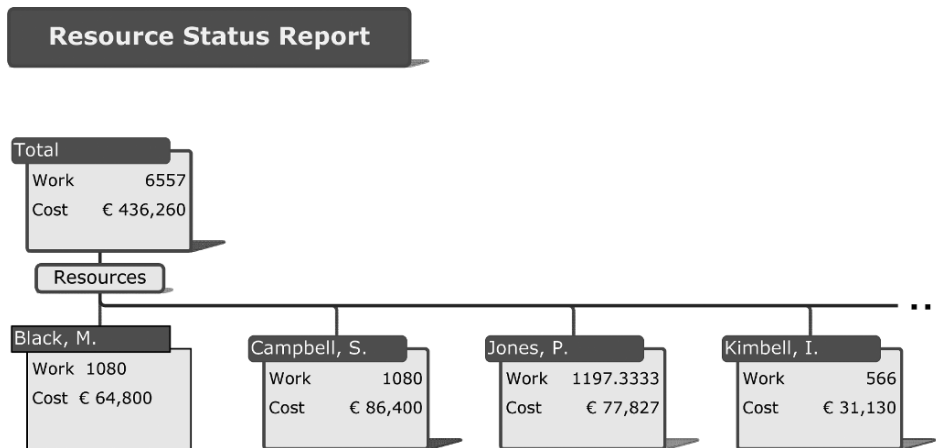 Resource Status Report
Total
Work 6557
Cost € 436,260
Resources
..
Black, M.
Work 1080
Cost € 64,800
Campbell, S.
Work 1080
Cost € 86,400
Jones, P.
Work 1197.3333
Cost € 77,827
Kimbell, I.
Work 566
Cost € 31,130